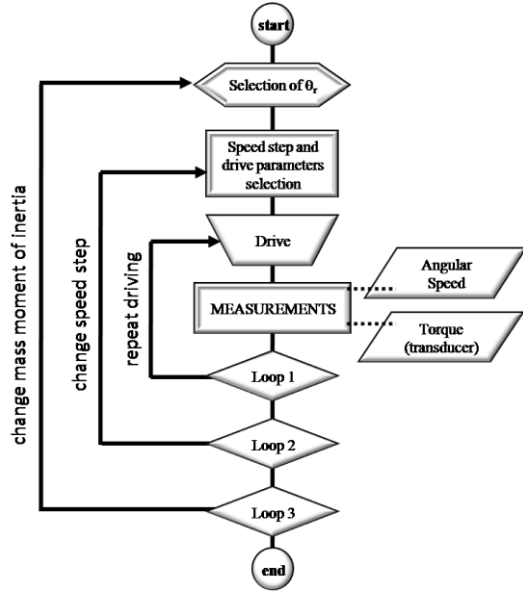 start
Selection of θr
Speed step and
drive parameters
selection
Drive
MEASUREMENTS
Angular
Speed
Torque
(transducer)
Loop 1
Loop 2
Loop 3
end
change mass moment of inertia
change speed step
repeat driving